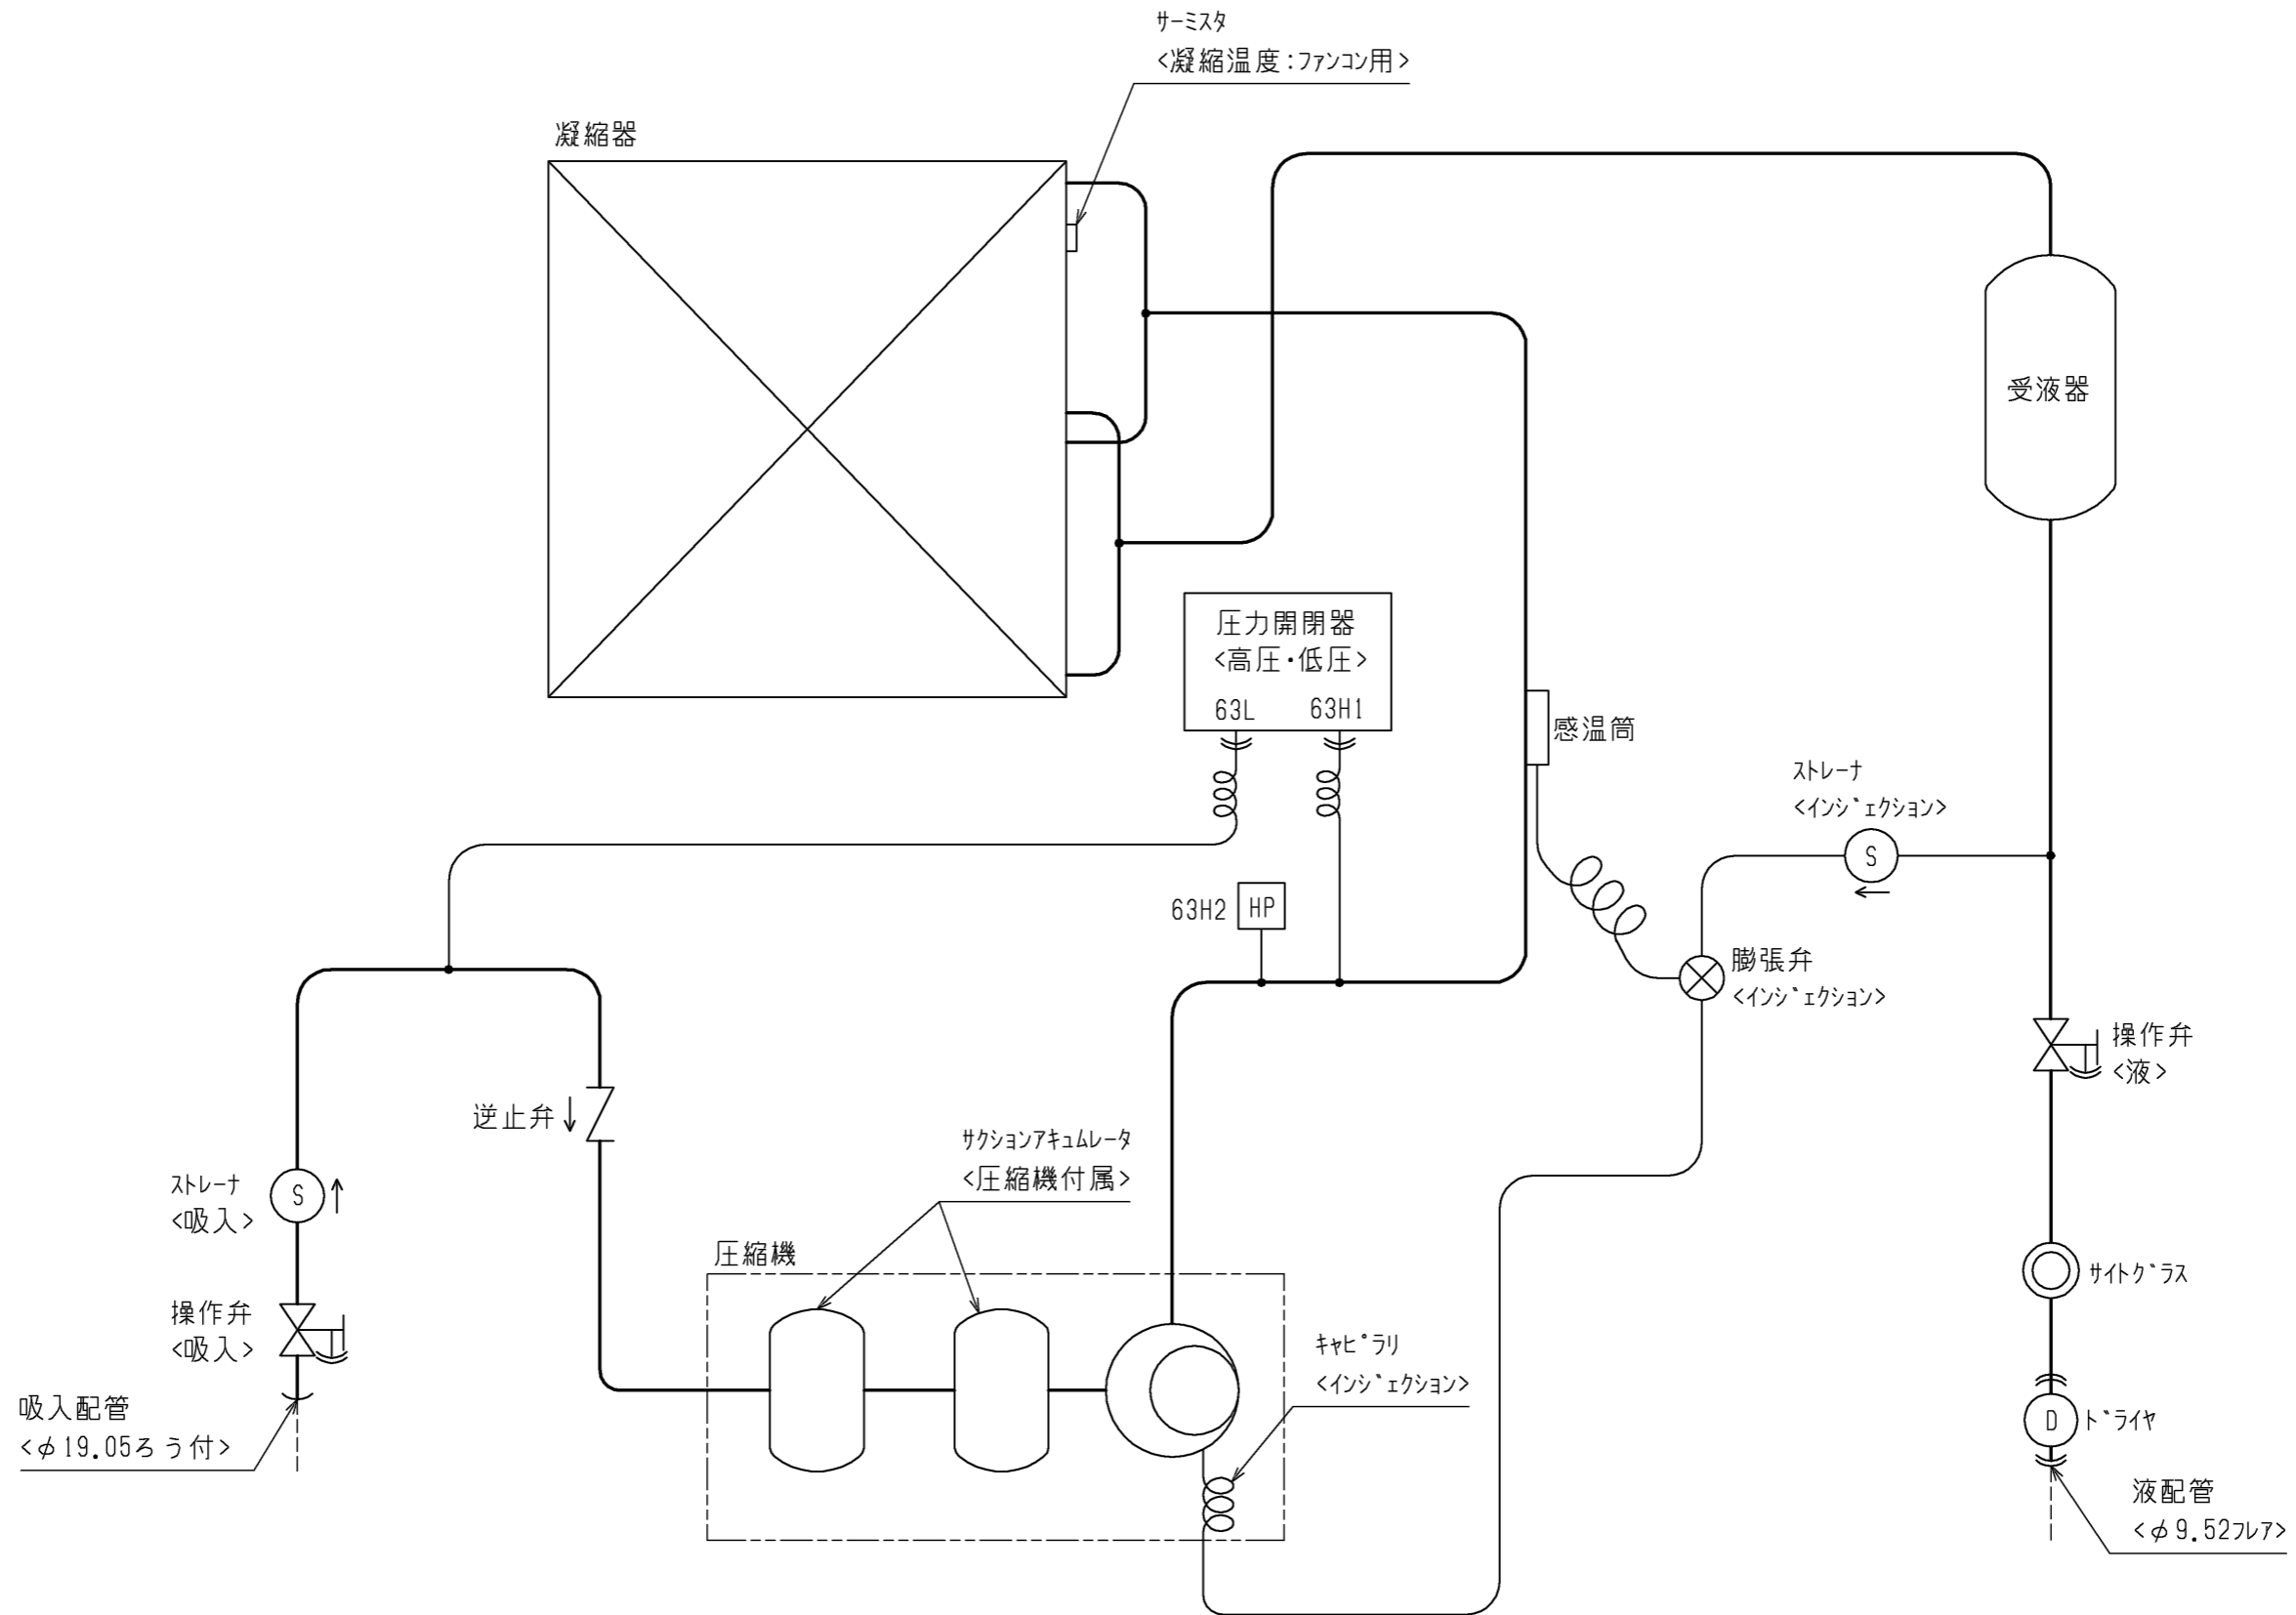 サーミスタ
<凝縮温度:ファンコン用>
凝縮器
受液器
圧力開閉器
<高圧・低圧>
63L
63H1
感温筒
ストレーナ
<インジェクション>
S
63H2
HP
膨張弁
<インジェクション>
操作弁
<液>
逆止弁
サクションアキュムレータ
<圧縮機付属>
ストレーナ
<吸入>
S
圧縮機
サイトグラス
操作弁
<吸入>
キャピラリ
<インジェクション>
吸入配管
<φ19.05ろう付>
D
ドライヤ
液配管
<φ9.52フレア>